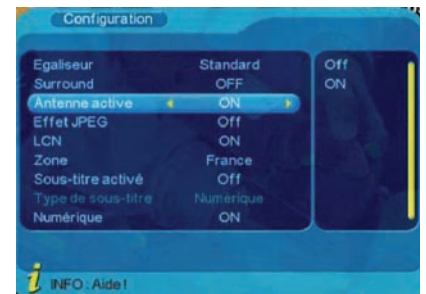 Configuration
Egaliseur Standard
Surround OFF
Antenne active ON
Effet JPEG Off
LCN ON
Zone France
Sous-titre activé Off
Type de sous-titre Numérique
Numérique ON
Off
ON
INFO: Aide!